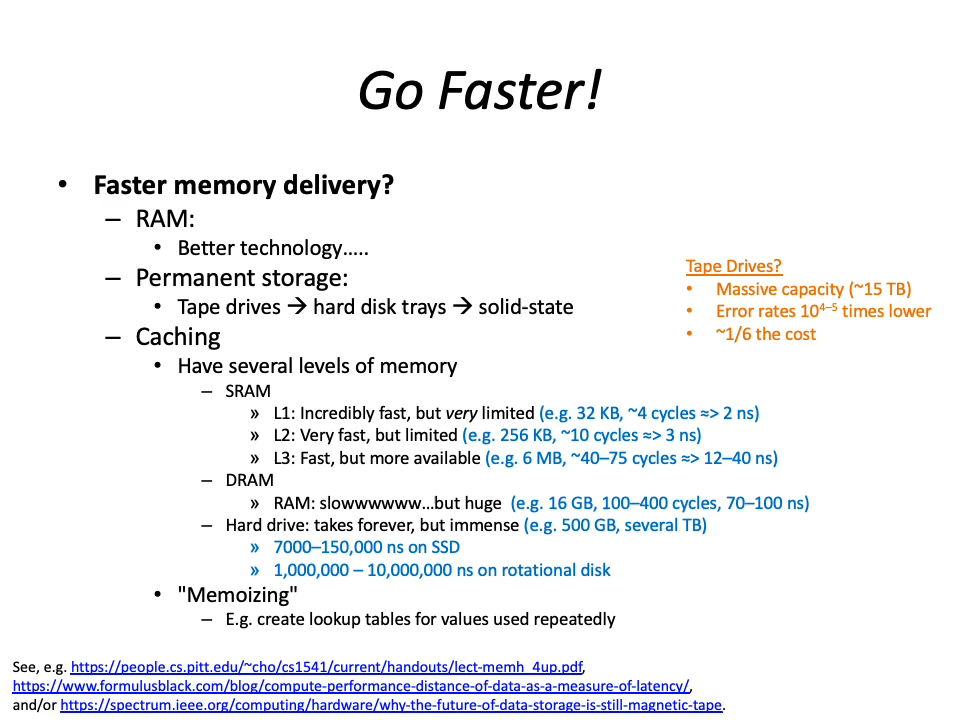 Go Faster!
• Faster memory delivery?
– RAM:
• Better technology…..
– Permanent storage:
• Tape drives → hard disk trays → solid-state
– Caching
• Have several levels of memory
– SRAM
» L1: Incredibly fast, but very limited (e.g. 32 KB, ~4 cycles ≈> 2 ns)
» L2: Very fast, but limited (e.g. 256 KB, ~10 cycles ≈> 3 ns)
» L3: Fast, but more available (e.g. 6 MB, ~40–75 cycles ≈> 12–40 ns)
– DRAM
» RAM: slowwwwwww…but huge (e.g. 16 GB, 100–400 cycles, 70–100 ns)
– Hard drive: takes forever, but immense (e.g. 500 GB, several TB)
» 7000–150,000 ns on SSD
» 1,000,000 – 10,000,000 ns on rotational disk
• "Memoizing"
– E.g. create lookup tables for values used repeatedly
Tape Drives?
• Massive capacity (~15 TB)
• Error rates 10⁴⁻⁵ times lower
• ~1/6 the cost
See, e.g. https://people.cs.pitt.edu/~cho/cs1541/current/handouts/lect-memh_4up.pdf,
https://www.formulusblack.com/blog/compute-performance-distance-of-data-as-a-measure-of-latency/,
and/or https://spectrum.ieee.org/computing/hardware/why-the-future-of-data-storage-is-still-magnetic-tape.